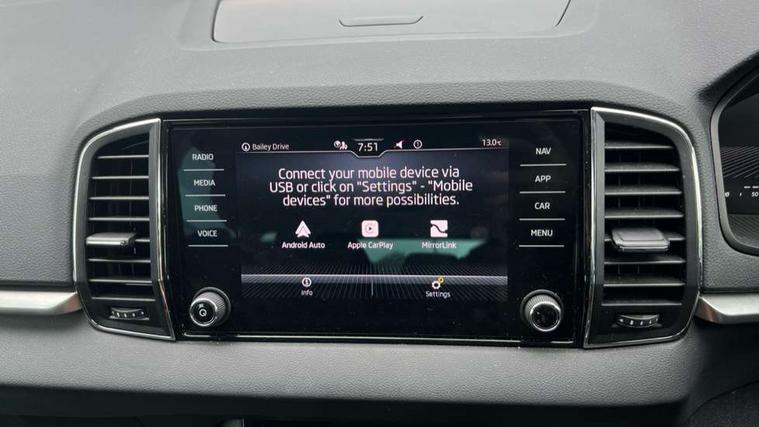 Bailey Drive 7:51 13.0°C
RADIO
MEDIA
PHONE
VOICE
Connect your mobile device via
USB or click on "Settings" - "Mobile
devices" for more possibilities.
Android Auto Apple CarPlay MirrorLink
Info Settings
NAV
APP
CAR
MENU
50